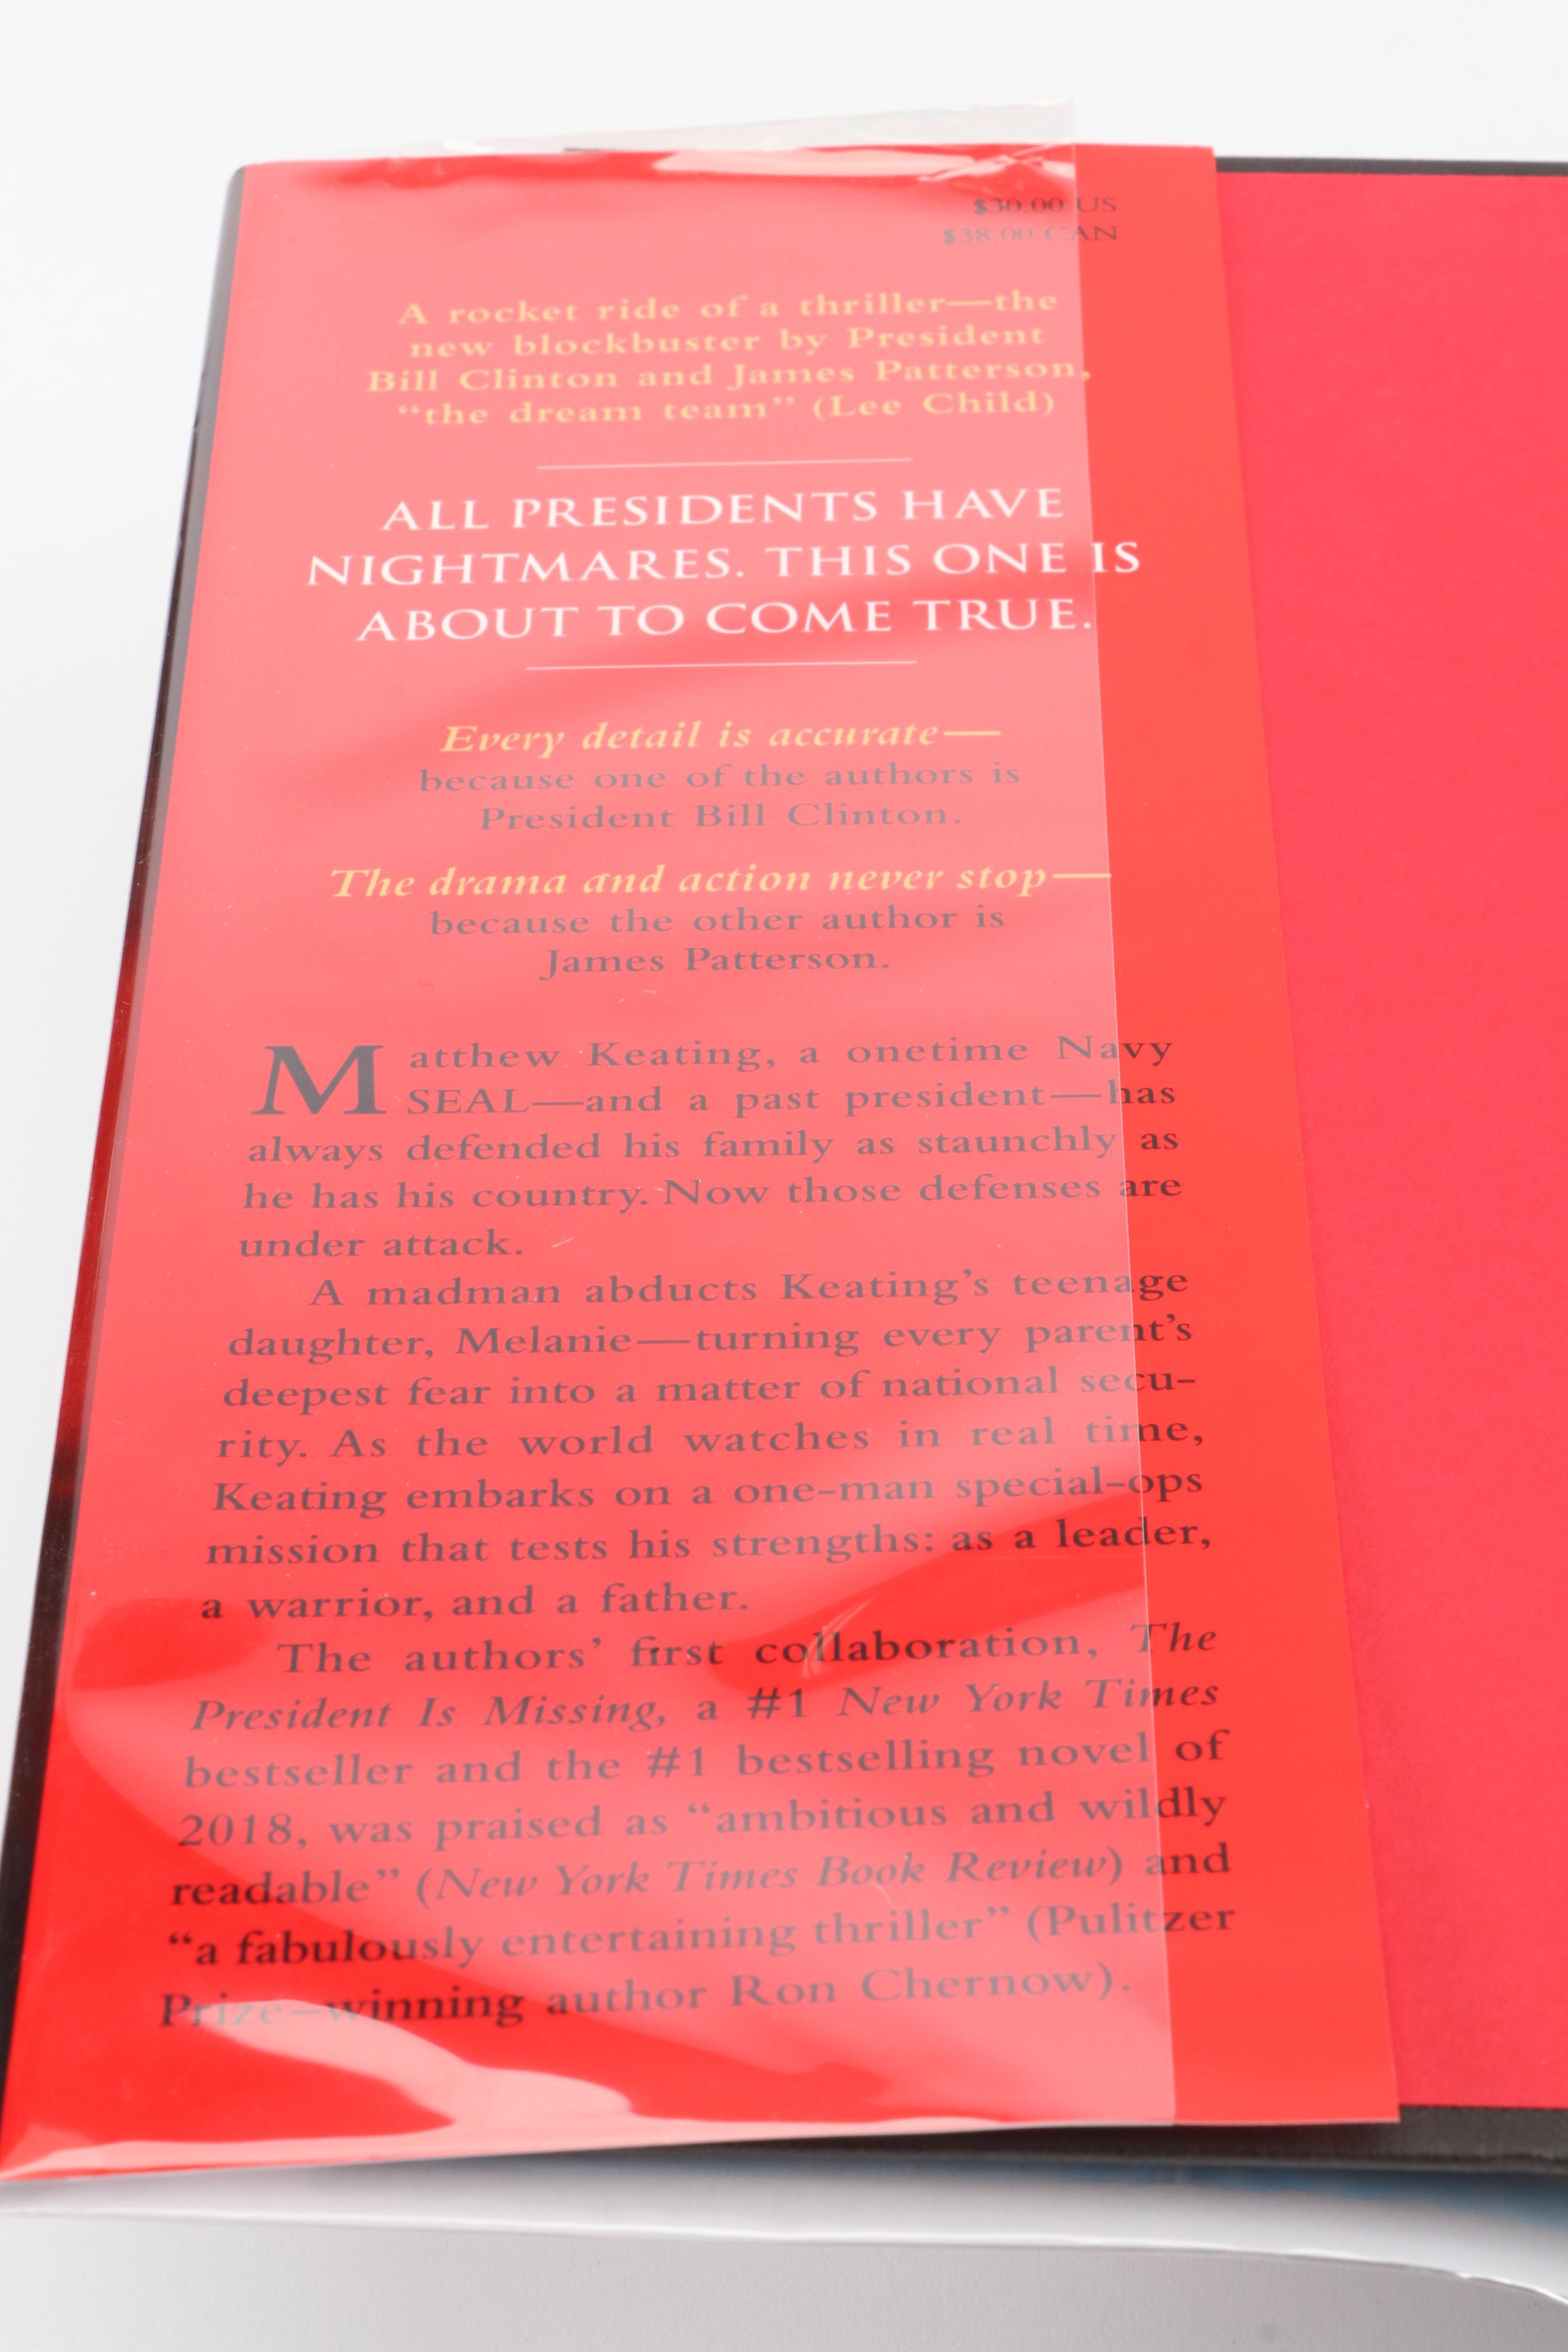 $30.00 US
$38.00 CAN
A rocket ride of a thriller—the
new blockbuster by President
Bill Clinton and James Patterson,
“the dream team” (Lee Child)
ALL PRESIDENTS HAVE
NIGHTMARES. THIS ONE IS
ABOUT TO COME TRUE.
Every detail is accurate—
because one of the authors is
President Bill Clinton.
The drama and action never stop—
because the other author is
James Patterson.
Matthew Keating, a onetime Navy
SEAL—and a past president—has
always defended his family as staunchly as
he has his country. Now those defenses are
under attack.
A madman abducts Keating’s teenage
daughter, Melanie—turning every parent’s
deepest fear into a matter of national secu-
rity. As the world watches in real time,
Keating embarks on a one-man special-ops
mission that tests his strengths: as a leader,
a warrior, and a father.
The authors’ first collaboration, The
President Is Missing, a #1 New York Times
bestseller and the #1 bestselling novel of
2018, was praised as “ambitious and wildly
readable” (New York Times Book Review) and
“a fabulously entertaining thriller” (Pulitzer
Prize–winning author Ron Chernow).